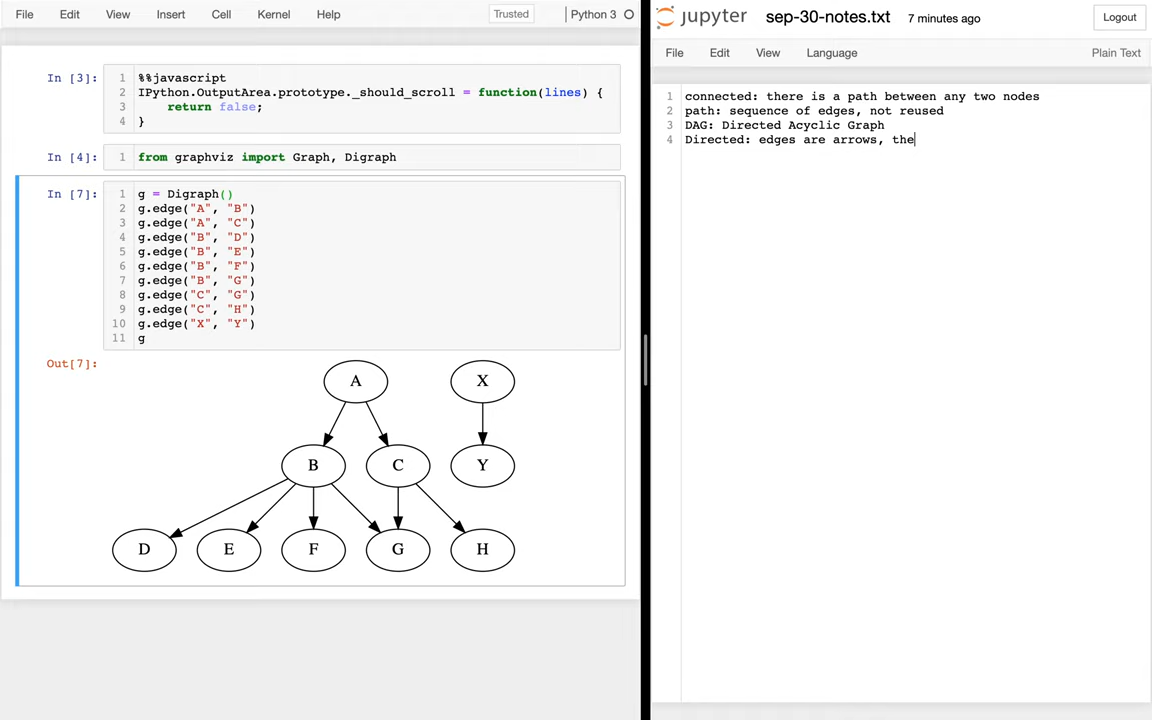 File Edit View Insert Cell Kernel Help Trusted Python 3
In [3]:
1 %%javascript
2 IPython.OutputArea.prototype._should_scroll = function(lines) {
3     return false;
4 }
In [4]:
1 from graphviz import Graph, Digraph
In [7]:
1 g = Digraph()
2 g.edge("A", "B")
3 g.edge("A", "C")
4 g.edge("B", "D")
5 g.edge("B", "E")
6 g.edge("B", "F")
7 g.edge("B", "G")
8 g.edge("C", "G")
9 g.edge("C", "H")
10 g.edge("X", "Y")
11 g
Out[7]:
A X
B C Y
D E F G H
jupyter sep-30-notes.txt 7 minutes ago Logout
File Edit View Language Plain Text
1 connected: there is a path between any two nodes
2 path: sequence of edges, not reused
3 DAG: Directed Acyclic Graph
4 Directed: edges are arrows, the